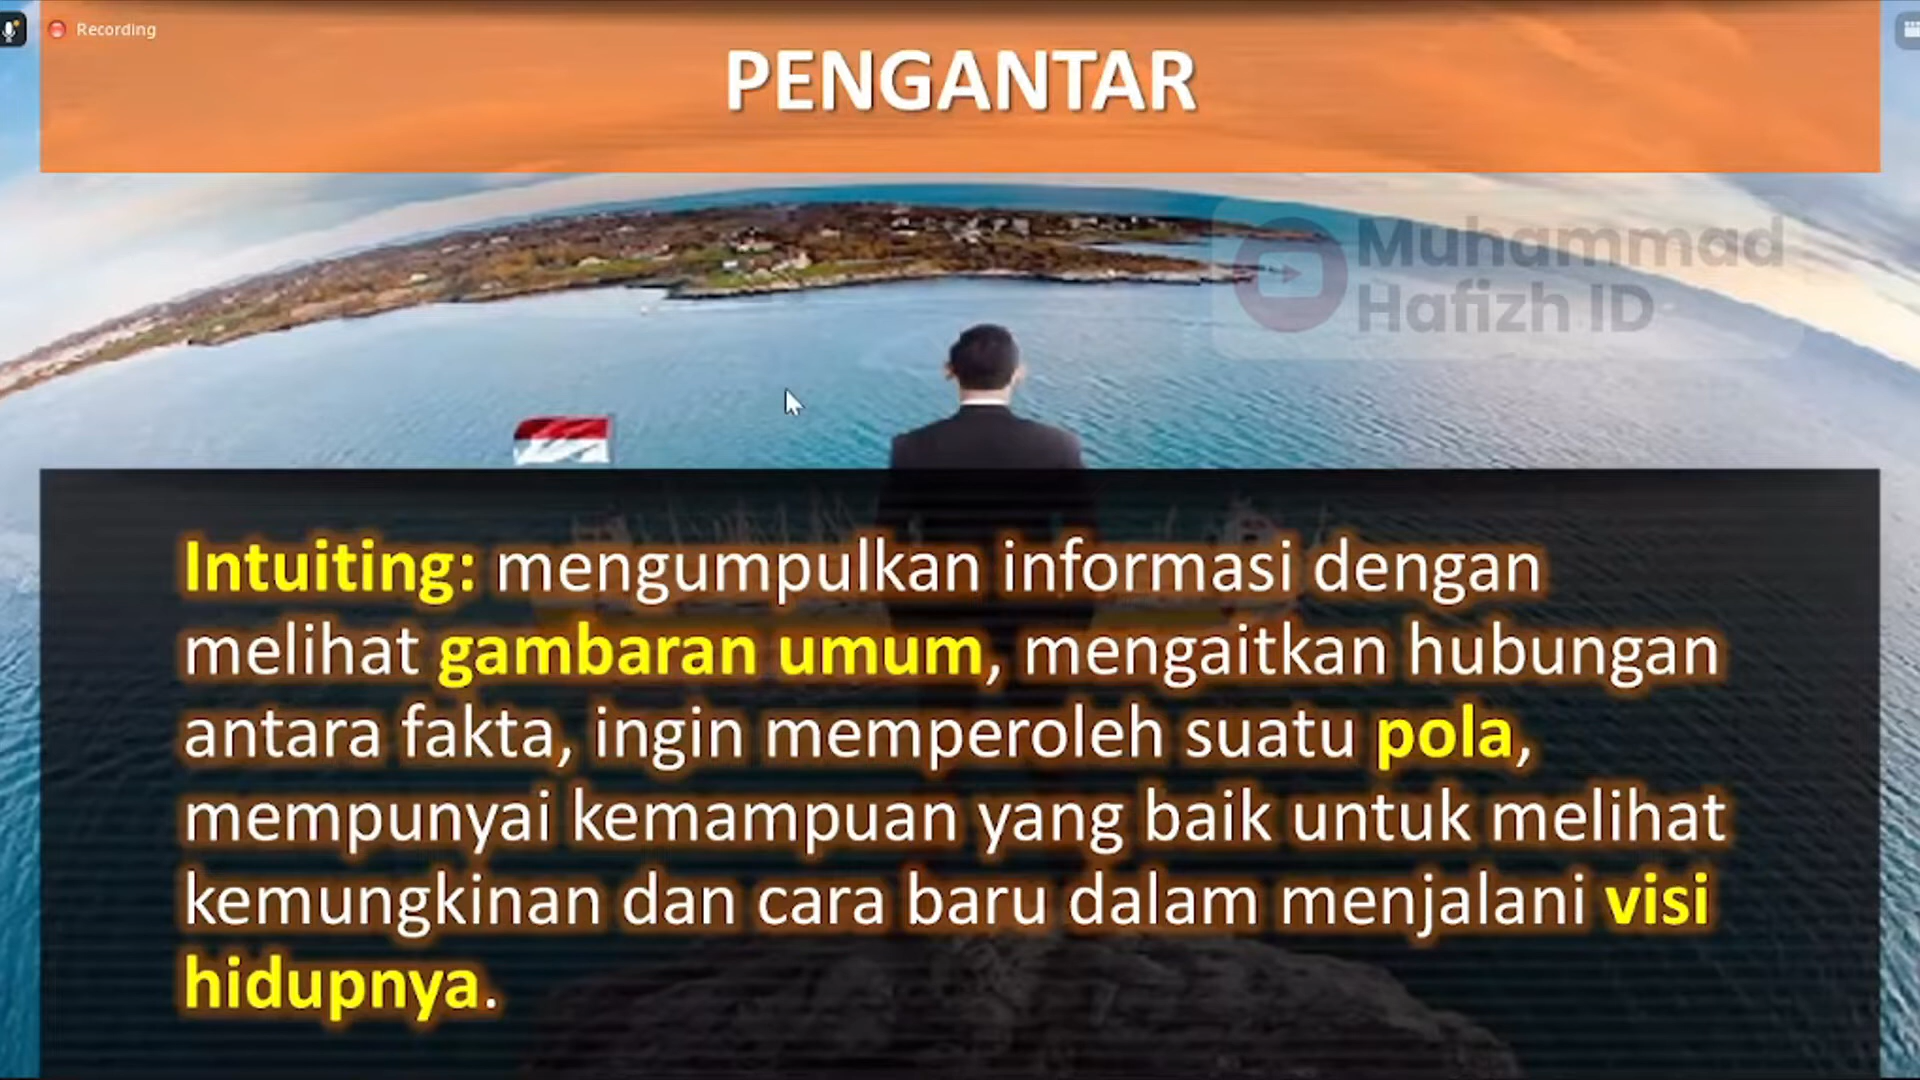 Recording
PENGANTAR
Muhammad
Hafizh ID
Intuiting: mengumpulkan informasi dengan
melihat gambaran umum, mengaitkan hubungan
antara fakta, ingin memperoleh suatu pola,
mempunyai kemampuan yang baik untuk melihat
kemungkinan dan cara baru dalam menjalani visi
hidupnya.